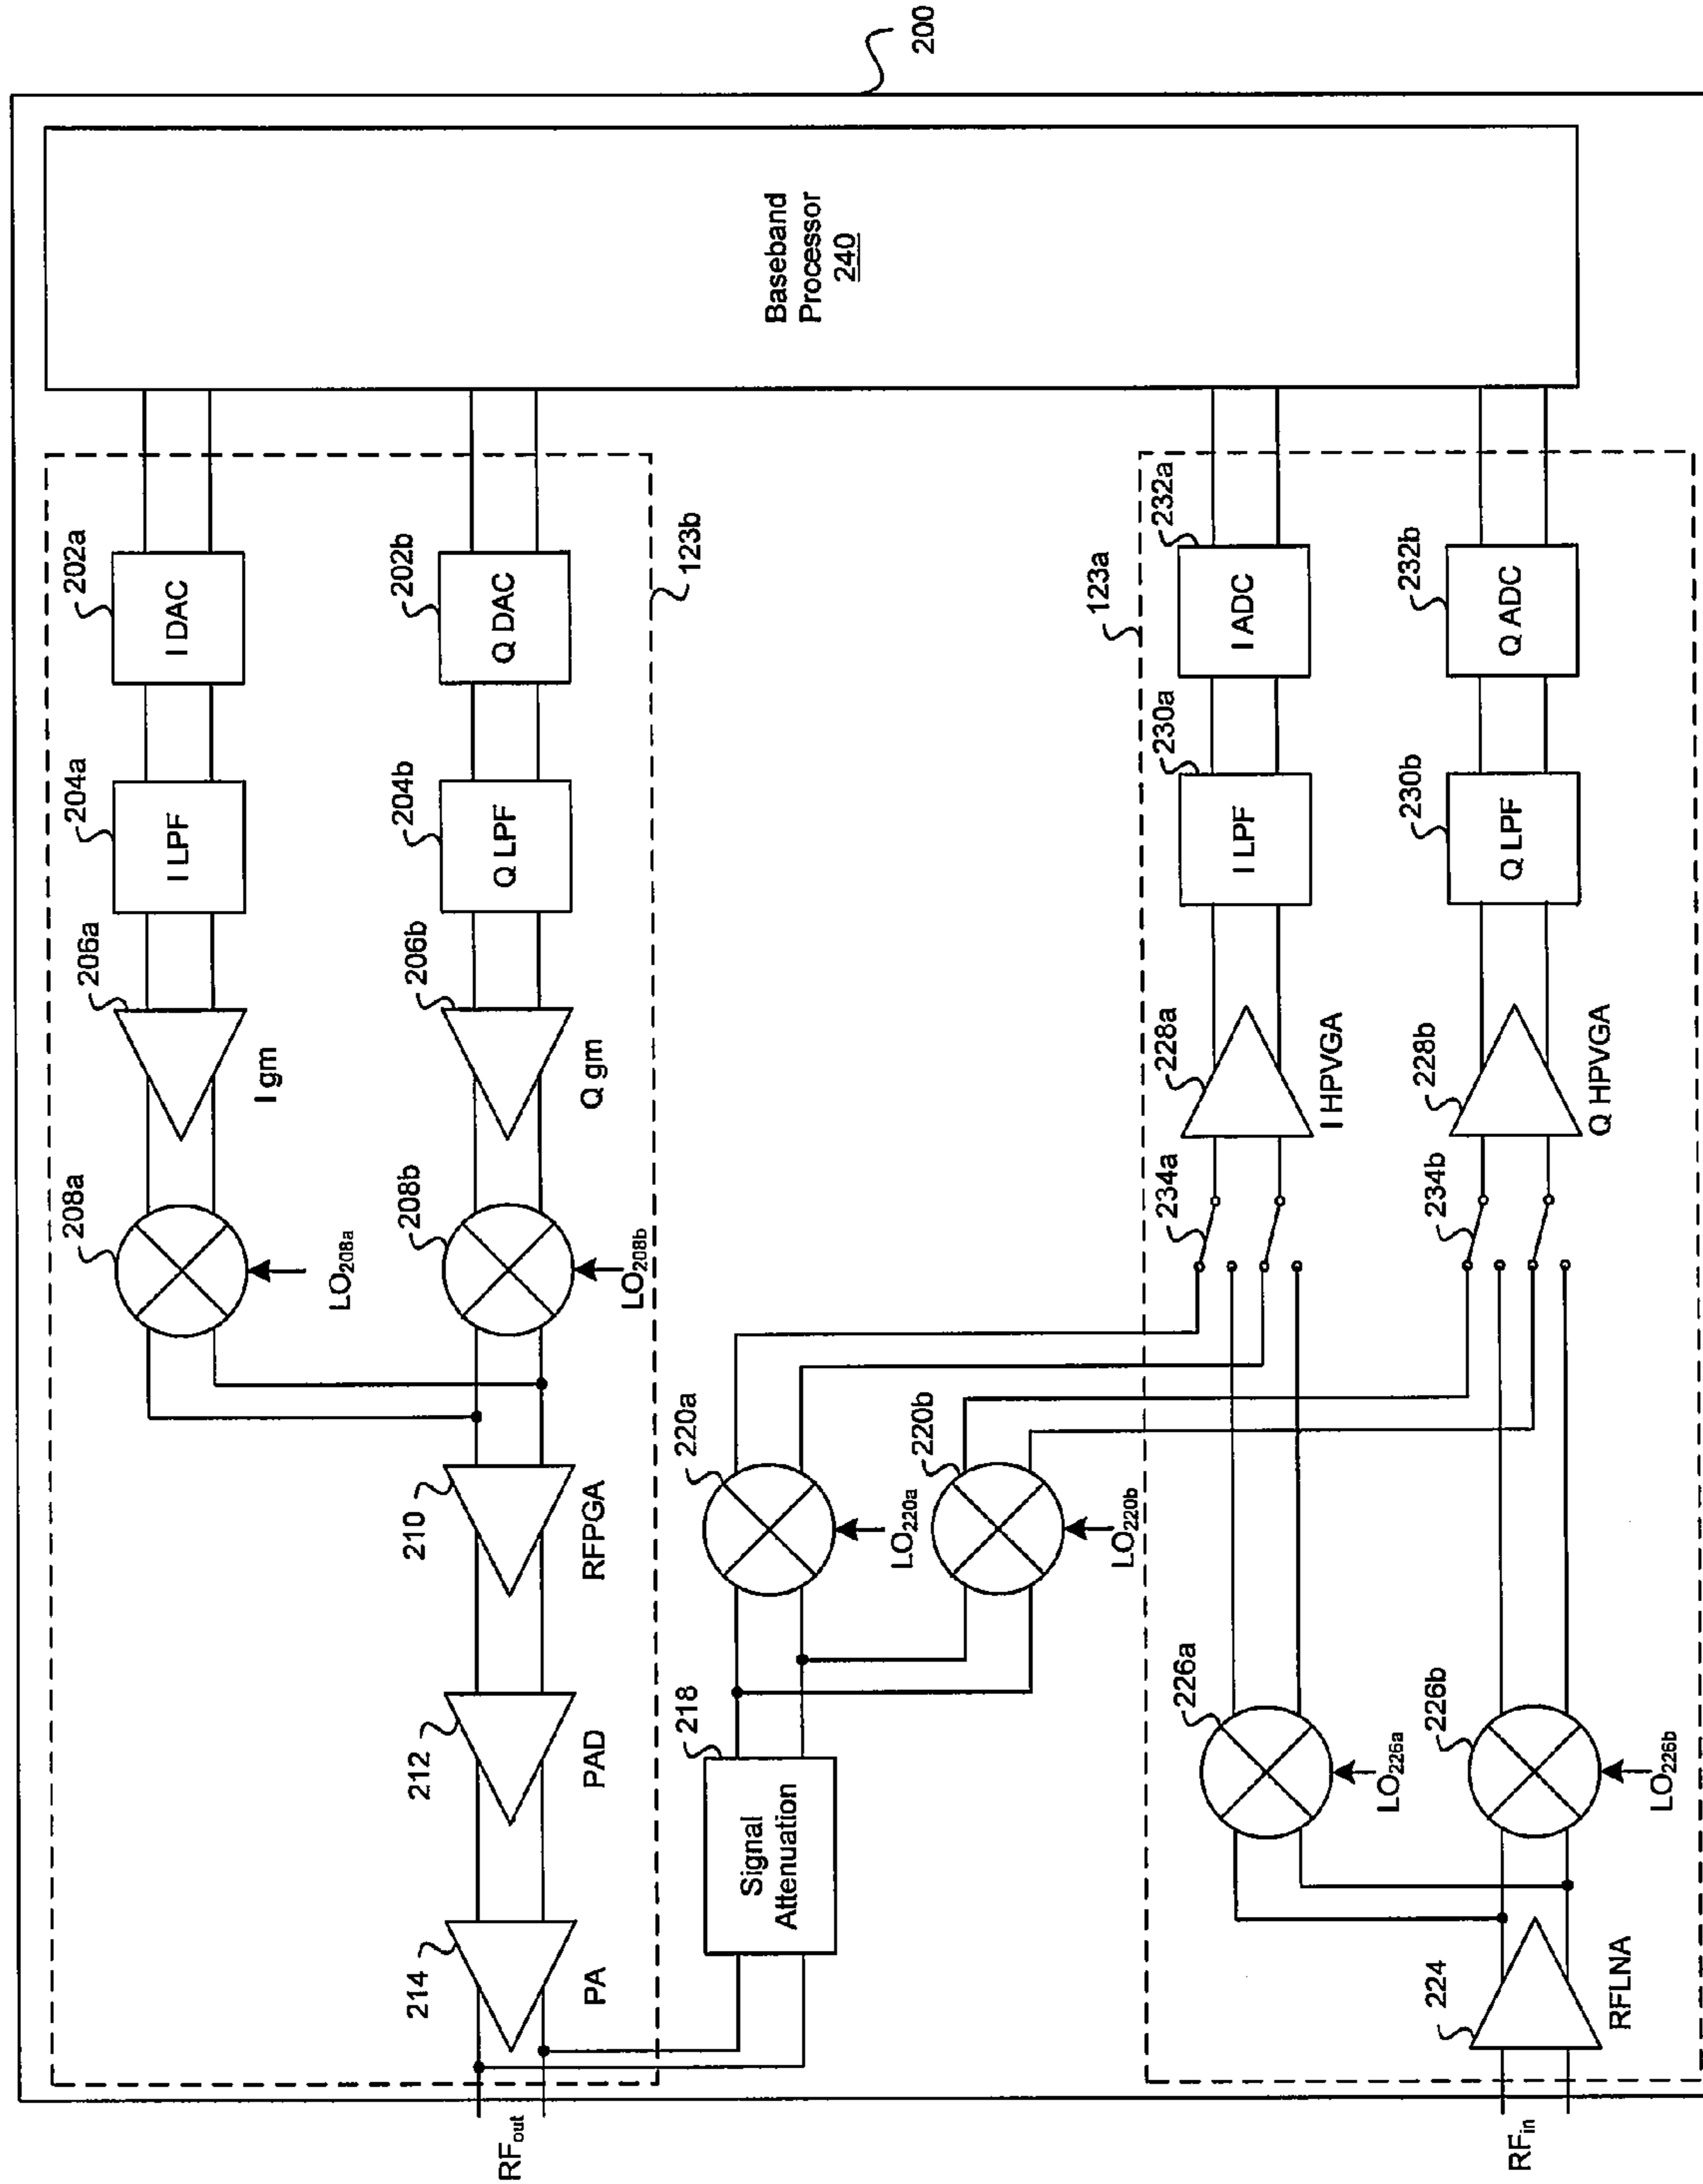 200
Baseband
Processor
240
202a
I DAC
204a
I LPF
206a
I gm
208a
LO208a
202b
Q DAC
204b
Q LPF
206b
Q gm
208b
LO208b
123b
210
RFPGA
212
PAD
214
PA
RFout
218
Signal
Attenuation
220a
LO220a
220b
LO220b
123a
232a
I ADC
230a
I LPF
228a
I HPVGA
234a
226a
LO226a
232b
Q ADC
230b
Q LPF
228b
Q HPVGA
234b
226b
LO226b
224
RFLNA
RFin